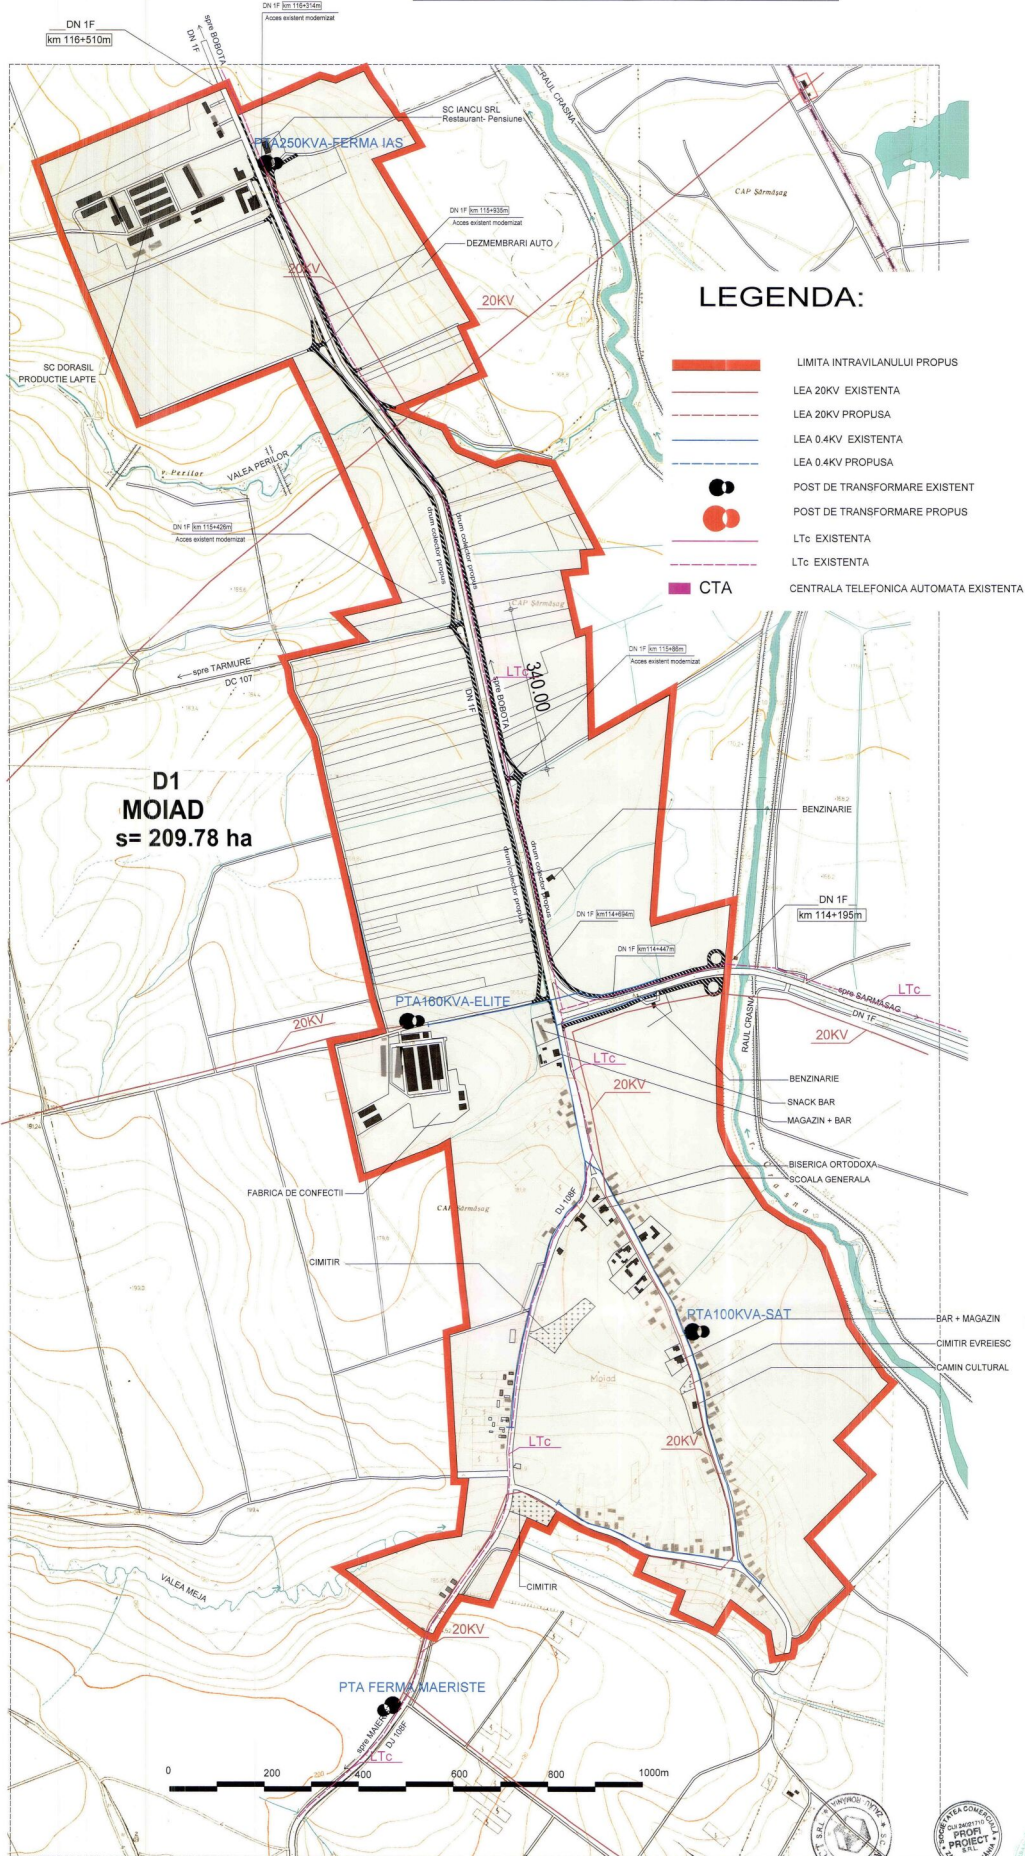 DN 1F
km 116+510m
DN 1F km 116+314m
Acces existent modernizat
spre BOBOTA
DN 1F
SC IANCU SRL
Restaurant- Pensiune
RAUL CRASNA
PTA250KVA-FERMA IAS
CAP Sărmășag
DN 1F km 115+935m
Acces existent modernizat
DEZMEMBRARI AUTO
20KV
20KV
LEGENDA:
LIMITA INTRAVILANULUI PROPUS
LEA 20KV EXISTENTA
LEA 20KV PROPUSA
LEA 0.4KV EXISTENTA
LEA 0.4KV PROPUSA
POST DE TRANSFORMARE EXISTENT
POST DE TRANSFORMARE PROPUS
LTc EXISTENTA
LTc EXISTENTA
CTA
CENTRALA TELEFONICA AUTOMATA EXISTENTA
SC DORASIL
PRODUCTIE LAPTE
v. Perilor
VALEA PERILOR
DN 1F km 115+426m
Acces existent modernizat
drum colector propus
drum colector propus
CAP Sărmășag
DN 1F km 115+86m
Acces existent modernizat
spre TARMURE
DC 107
LTc
340.00
spre BOBOTA
DN 1F
D1
MOIAD
s= 209.78 ha
BENZINARIE
drum colector propus
drum colector propus
DN 1F km114+694m
DN 1F
km 114+195m
DN 1F km114+447m
PTA160KVA-ELITE
20KV
spre SARMASAG
LTc
DN 1F
20KV
RAUL CRASNA
LTc
20KV
BENZINARIE
SNACK BAR
MAGAZIN + BAR
BISERICA ORTODOXA
SCOALA GENERALA
r. Crasna
FABRICA DE CONFECTII
DJ 108F
CAP Sărmășag
CIMITIR
PTA100KVA-SAT
BAR + MAGAZIN
CIMITIR EVREIESC
CAMIN CULTURAL
Moiad
LTc
20KV
VALEA MEJA
CIMITIR
20KV
PTA FERMA MAERISTE
DJ 108F
LTc
0 200 400 600 800 1000m
SOCIETATEA COMERCIALĂ
CUI 24021710
PROFI
PROIECT
S.R.L.